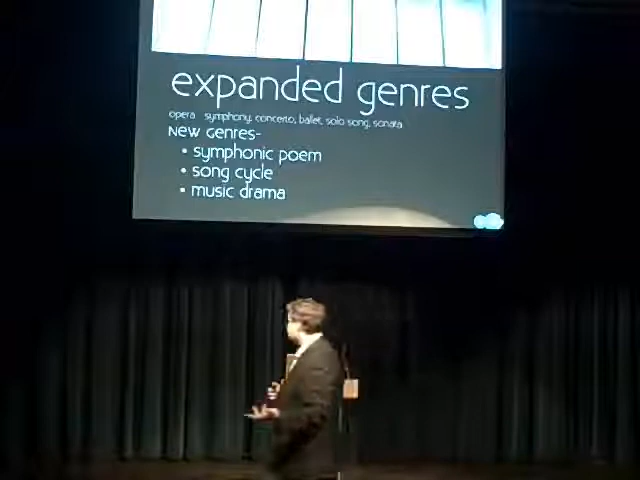 expanded genres
opera symphony, concerto, ballet, solo song, sonata
New Genres-
• symphonic poem
• song cycle
• music drama